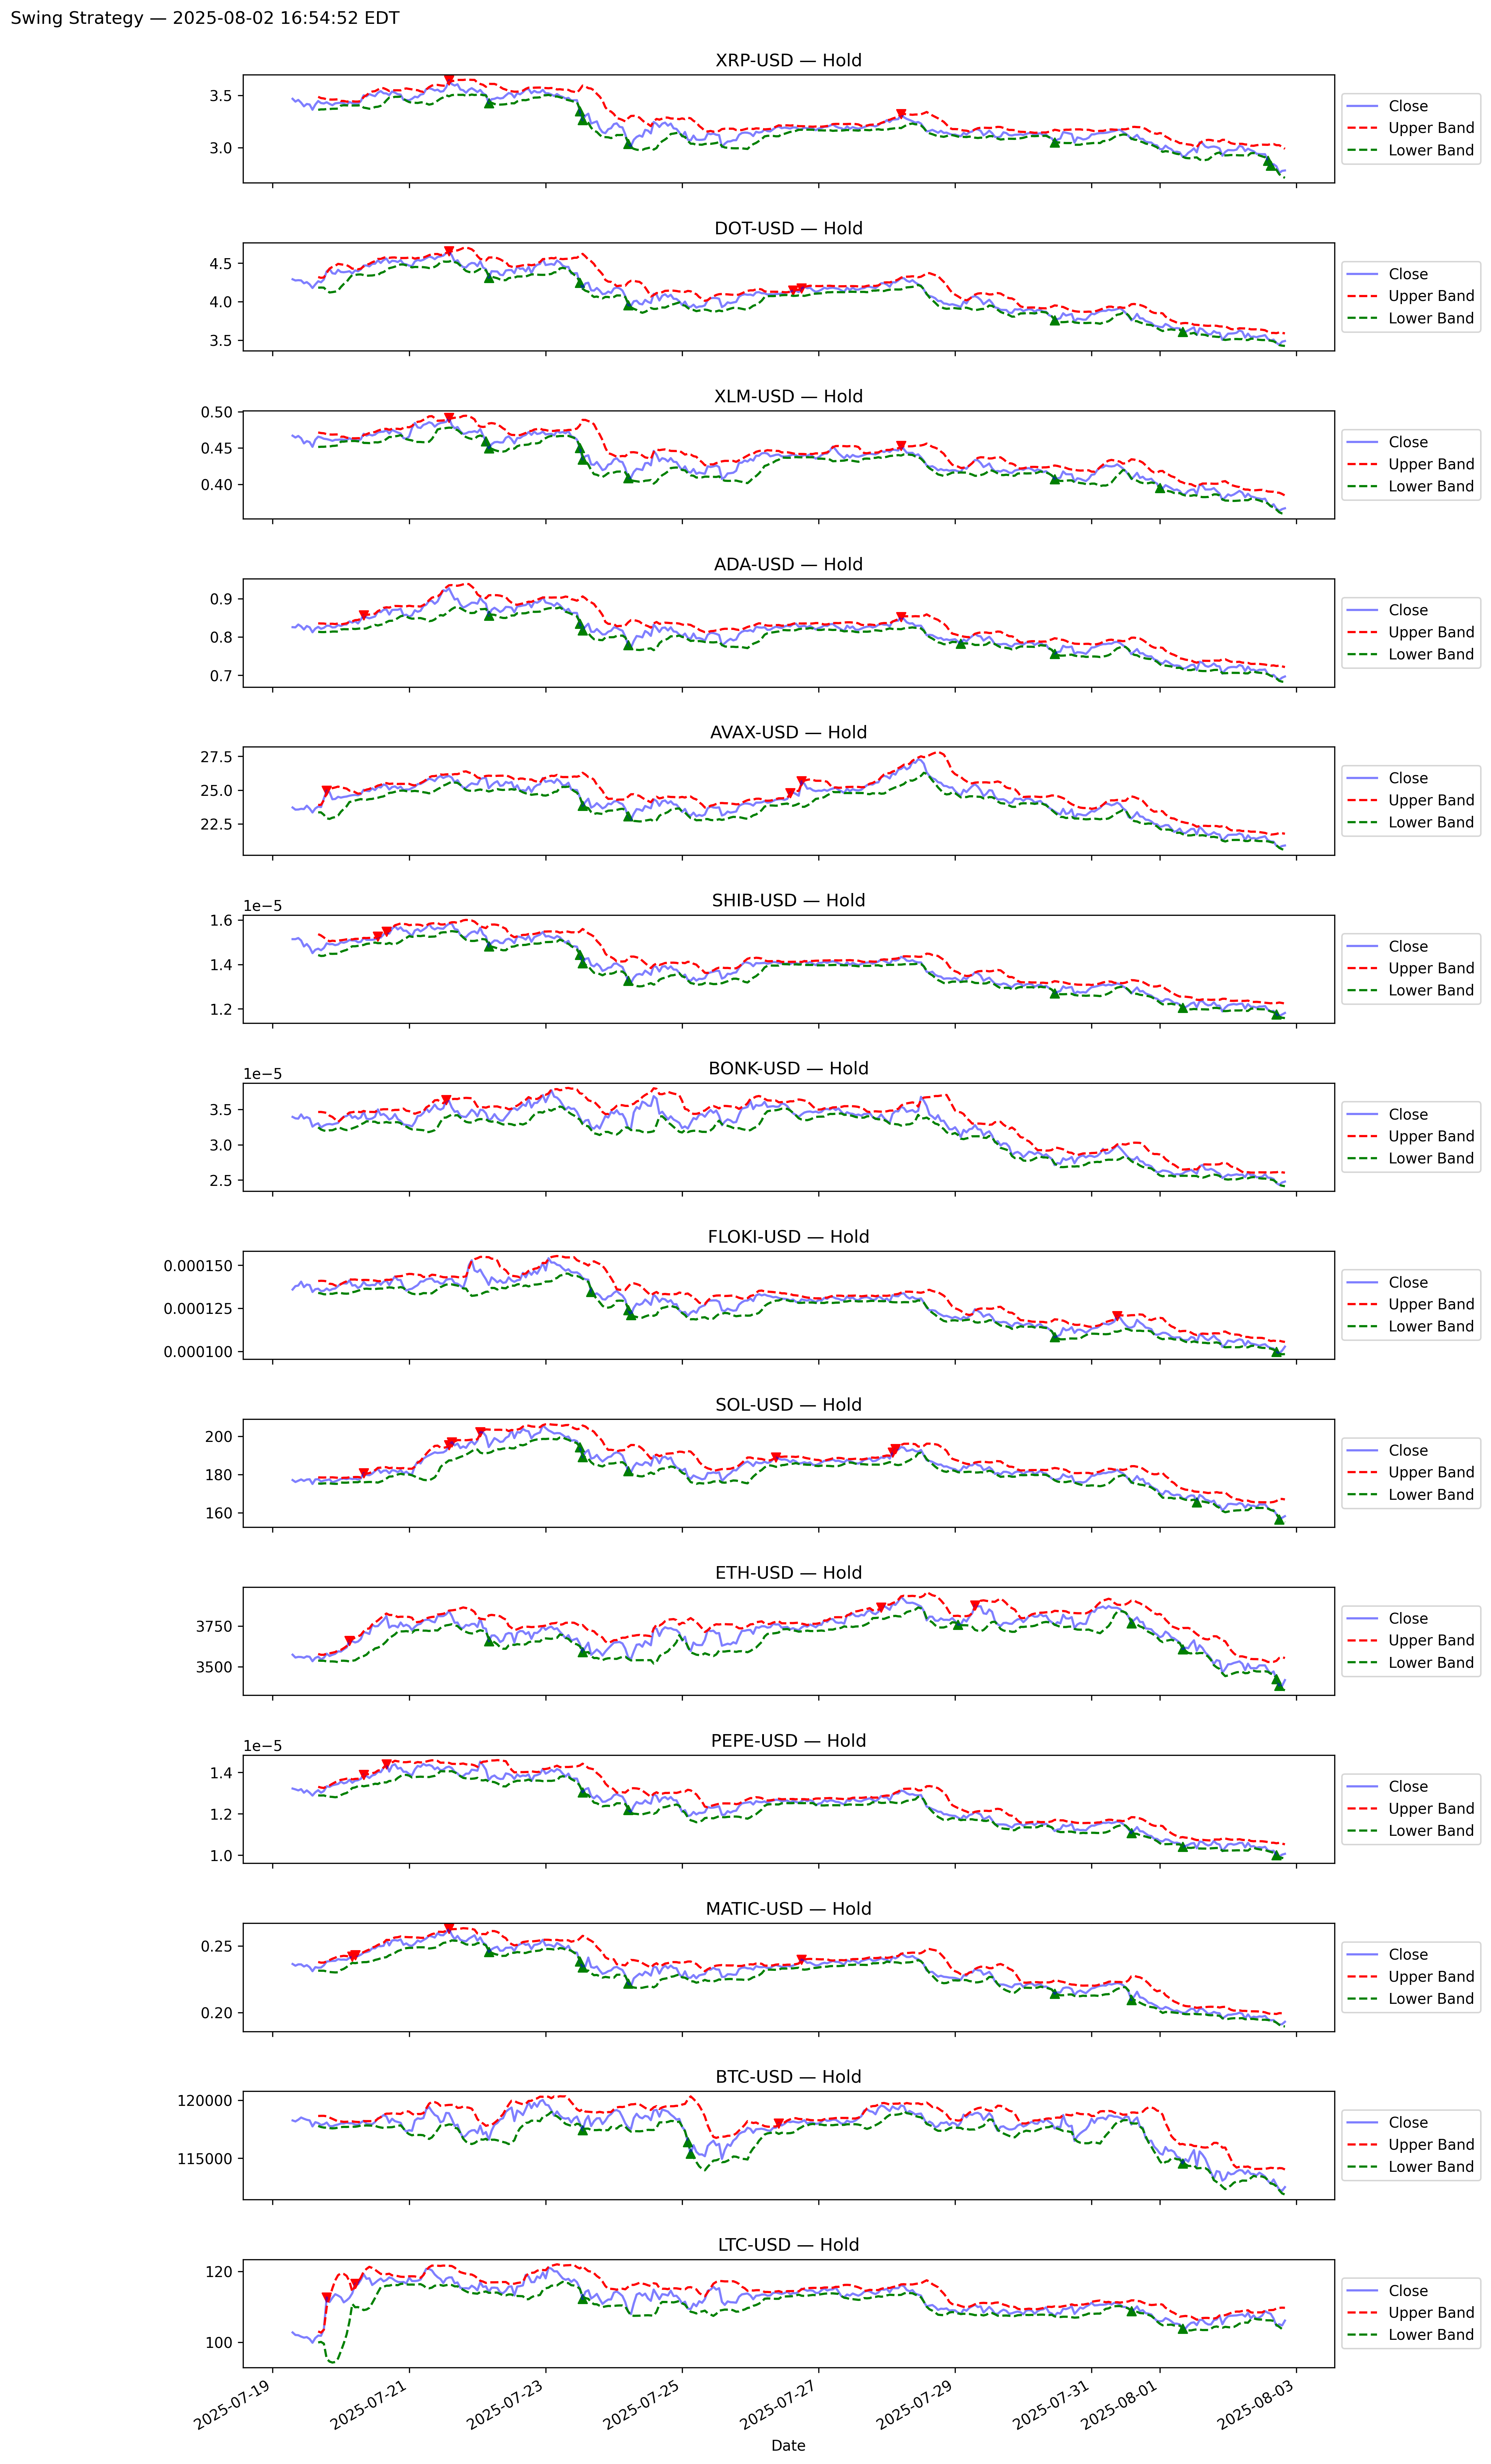 Swing Strategy — 2025-08-02 16:54:52 EDT
XRP-USD — Hold
3.5
3.0
Close
Upper Band
Lower Band
DOT-USD — Hold
4.5
4.0
3.5
Close
Upper Band
Lower Band
XLM-USD — Hold
0.50
0.45
0.40
Close
Upper Band
Lower Band
ADA-USD — Hold
0.9
0.8
0.7
Close
Upper Band
Lower Band
AVAX-USD — Hold
27.5
25.0
22.5
Close
Upper Band
Lower Band
SHIB-USD — Hold
1e−5
1.6
1.4
1.2
Close
Upper Band
Lower Band
BONK-USD — Hold
1e−5
3.5
3.0
2.5
Close
Upper Band
Lower Band
FLOKI-USD — Hold
0.000150
0.000125
0.000100
Close
Upper Band
Lower Band
SOL-USD — Hold
200
180
160
Close
Upper Band
Lower Band
ETH-USD — Hold
3750
3500
Close
Upper Band
Lower Band
PEPE-USD — Hold
1e−5
1.4
1.2
1.0
Close
Upper Band
Lower Band
MATIC-USD — Hold
0.25
0.20
Close
Upper Band
Lower Band
BTC-USD — Hold
120000
115000
Close
Upper Band
Lower Band
LTC-USD — Hold
120
100
Close
Upper Band
Lower Band
2025-07-19
2025-07-21
2025-07-23
2025-07-25
2025-07-27
2025-07-29
2025-07-31
2025-08-01
2025-08-03
Date